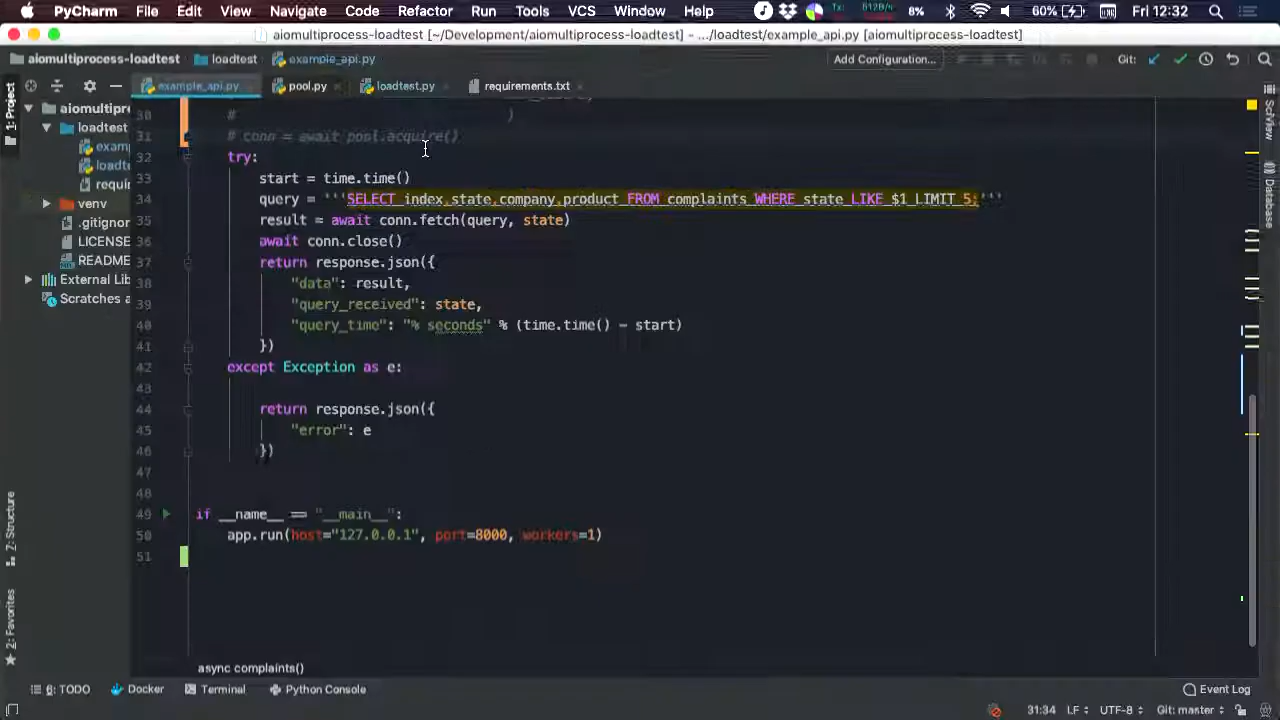 PyCharm File Edit View Navigate Code Refactor Run Tools VCS Window Help Tx: 512B/s 8% 60% Fri 12:32
aiomultiprocess-loadtest [~/Development/aiomultiprocess-loadtest] - .../loadtest/example_api.py [aiomultiprocess-loadtest]
aiomultiprocess-loadtest loadtest example_api.py Add Configuration... Git:
1: Project
example_api.py pool.py loadtest.py requirements.txt
aiomultip
loadtest
examp
loadt
requir
venv
.gitignor
LICENSE
README
External Lib
Scratches a
30 # )
31 # conn = await pool.acquire()
32 try:
33 start = time.time()
34 query = '''SELECT index,state,company,product FROM complaints WHERE state LIKE $1 LIMIT 5;'''
35 result = await conn.fetch(query, state)
36 await conn.close()
37 return response.json({
38 "data": result,
39 "query_received": state,
40 "query_time": "% seconds" % (time.time() - start)
41 })
42 except Exception as e:
43
44 return response.json({
45 "error": e
46 })
47
48
49 if __name__ == "__main__":
50 app.run(host="127.0.0.1", port=8000, workers=1)
51
async complaints()
SciView
Database
7: Structure
2: Favorites
6: TODO Docker Terminal Python Console Event Log
31:34 LF UTF-8 Git: master